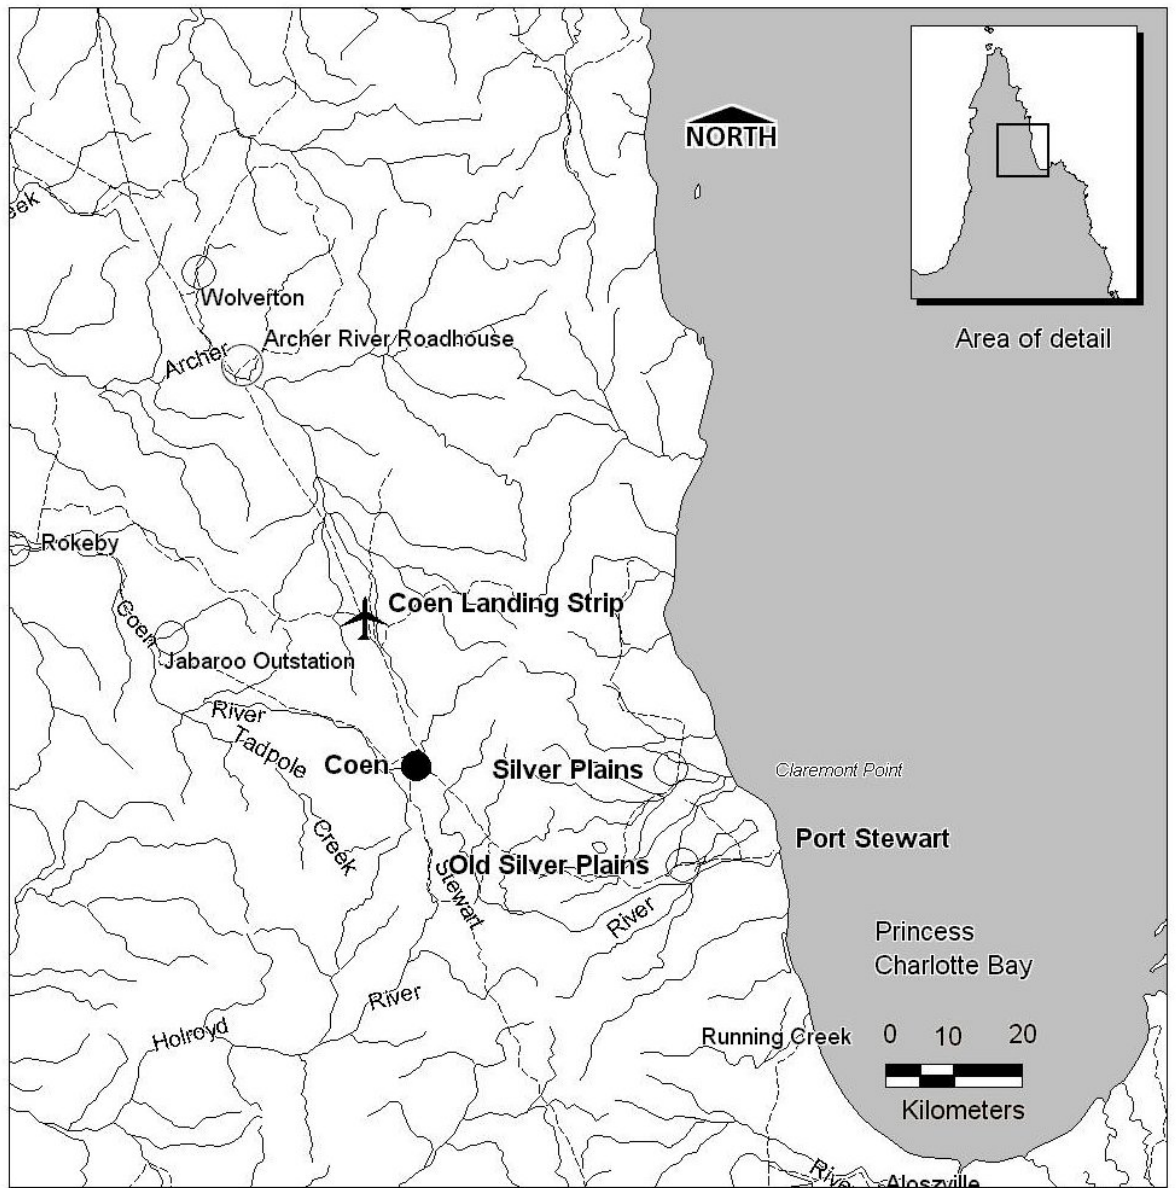 NORTH
eek
Wolverton
Archer River Roadhouse
Archer
Area of detail
Rokeby
Coen
Coen Landing Strip
Jabaroo Outstation
River
Tadpole
Coen
Silver Plains
Claremont Point
Creek
Port Stewart
Old Silver Plains
Stewart
River
Princess
Charlotte Bay
River
Holroyd
Running Creek
0 10 20
Kilometers
River
Aloszville